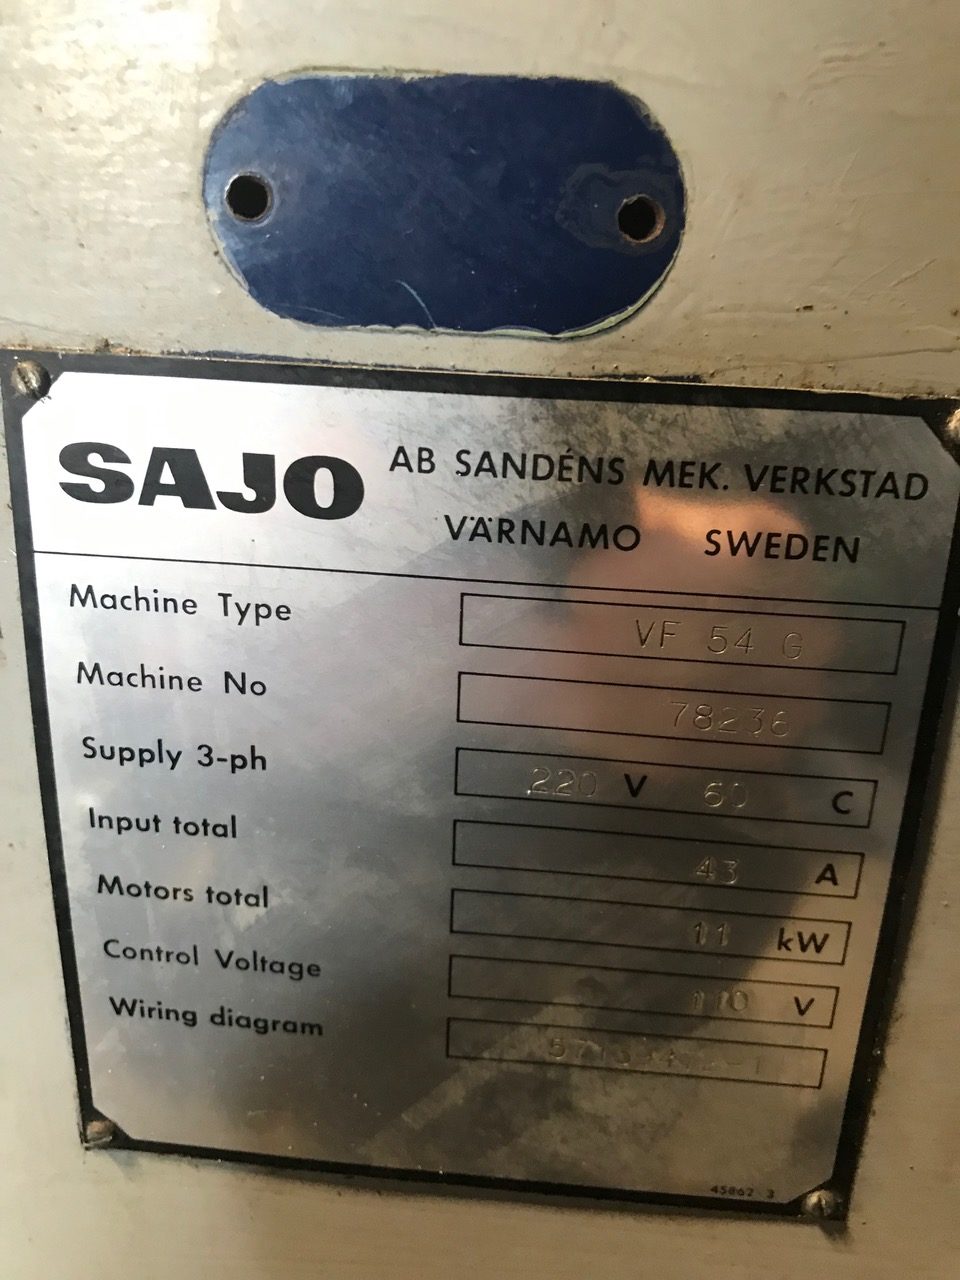 SAJO AB SANDÉNS MEK. VERKSTAD
VÄRNAMO SWEDEN
Machine Type VF 54 G
Machine No 78236
Supply 3-ph 220 V 60 C
Input total 43 A
Motors total 11 kW
Control Voltage 110 V
Wiring diagram
45862 3